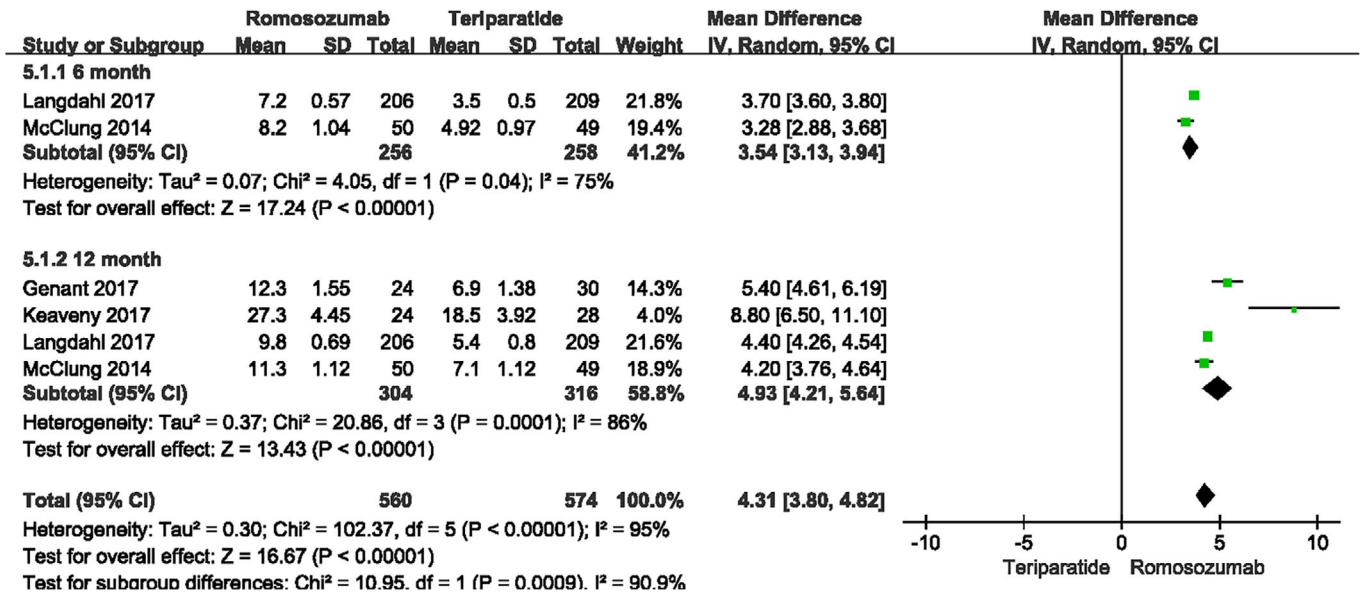 Romosozumab Teriparatide Mean Difference Mean Difference
Study or Subgroup Mean SD Total Mean SD Total Weight IV, Random, 95% CI IV, Random, 95% CI
5.1.1 6 month
Langdahl 2017 7.2 0.57 206 3.5 0.5 209 21.8% 3.70 [3.60, 3.80]
McClung 2014 8.2 1.04 50 4.92 0.97 49 19.4% 3.28 [2.88, 3.68]
Subtotal (95% CI) 256 258 41.2% 3.54 [3.13, 3.94]
Heterogeneity: Tau² = 0.07; Chi² = 4.05, df = 1 (P = 0.04); I² = 75%
Test for overall effect: Z = 17.24 (P < 0.00001)
5.1.2 12 month
Genant 2017 12.3 1.55 24 6.9 1.38 30 14.3% 5.40 [4.61, 6.19]
Keaveny 2017 27.3 4.45 24 18.5 3.92 28 4.0% 8.80 [6.50, 11.10]
Langdahl 2017 9.8 0.69 206 5.4 0.8 209 21.6% 4.40 [4.26, 4.54]
McClung 2014 11.3 1.12 50 7.1 1.12 49 18.9% 4.20 [3.76, 4.64]
Subtotal (95% CI) 304 316 58.8% 4.93 [4.21, 5.64]
Heterogeneity: Tau² = 0.37; Chi² = 20.86, df = 3 (P = 0.0001); I² = 86%
Test for overall effect: Z = 13.43 (P < 0.00001)
Total (95% CI) 560 574 100.0% 4.31 [3.80, 4.82]
Heterogeneity: Tau² = 0.30; Chi² = 102.37, df = 5 (P < 0.00001); I² = 95%
Test for overall effect: Z = 16.67 (P < 0.00001)
Test for subgroup differences: Chi² = 10.95, df = 1 (P = 0.0009), I² = 90.9%
-10 -5 0 5 10
Teriparatide Romosozumab